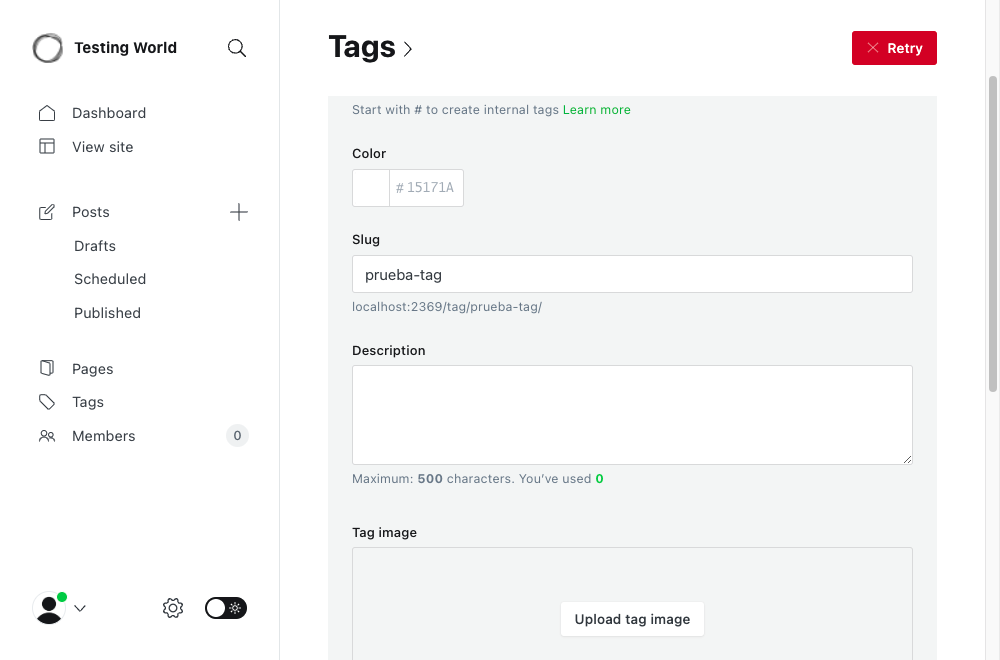 Testing World
Dashboard
View site
Posts
Drafts
Scheduled
Published
Pages
Tags
Members
0
Tags
Retry
Start with # to create internal tags Learn more
Color
# 15171A
Slug
prueba-tag
localhost:2369/tag/prueba-tag/
Description
Maximum: 500 characters. You've used 0
Tag image
Upload tag image